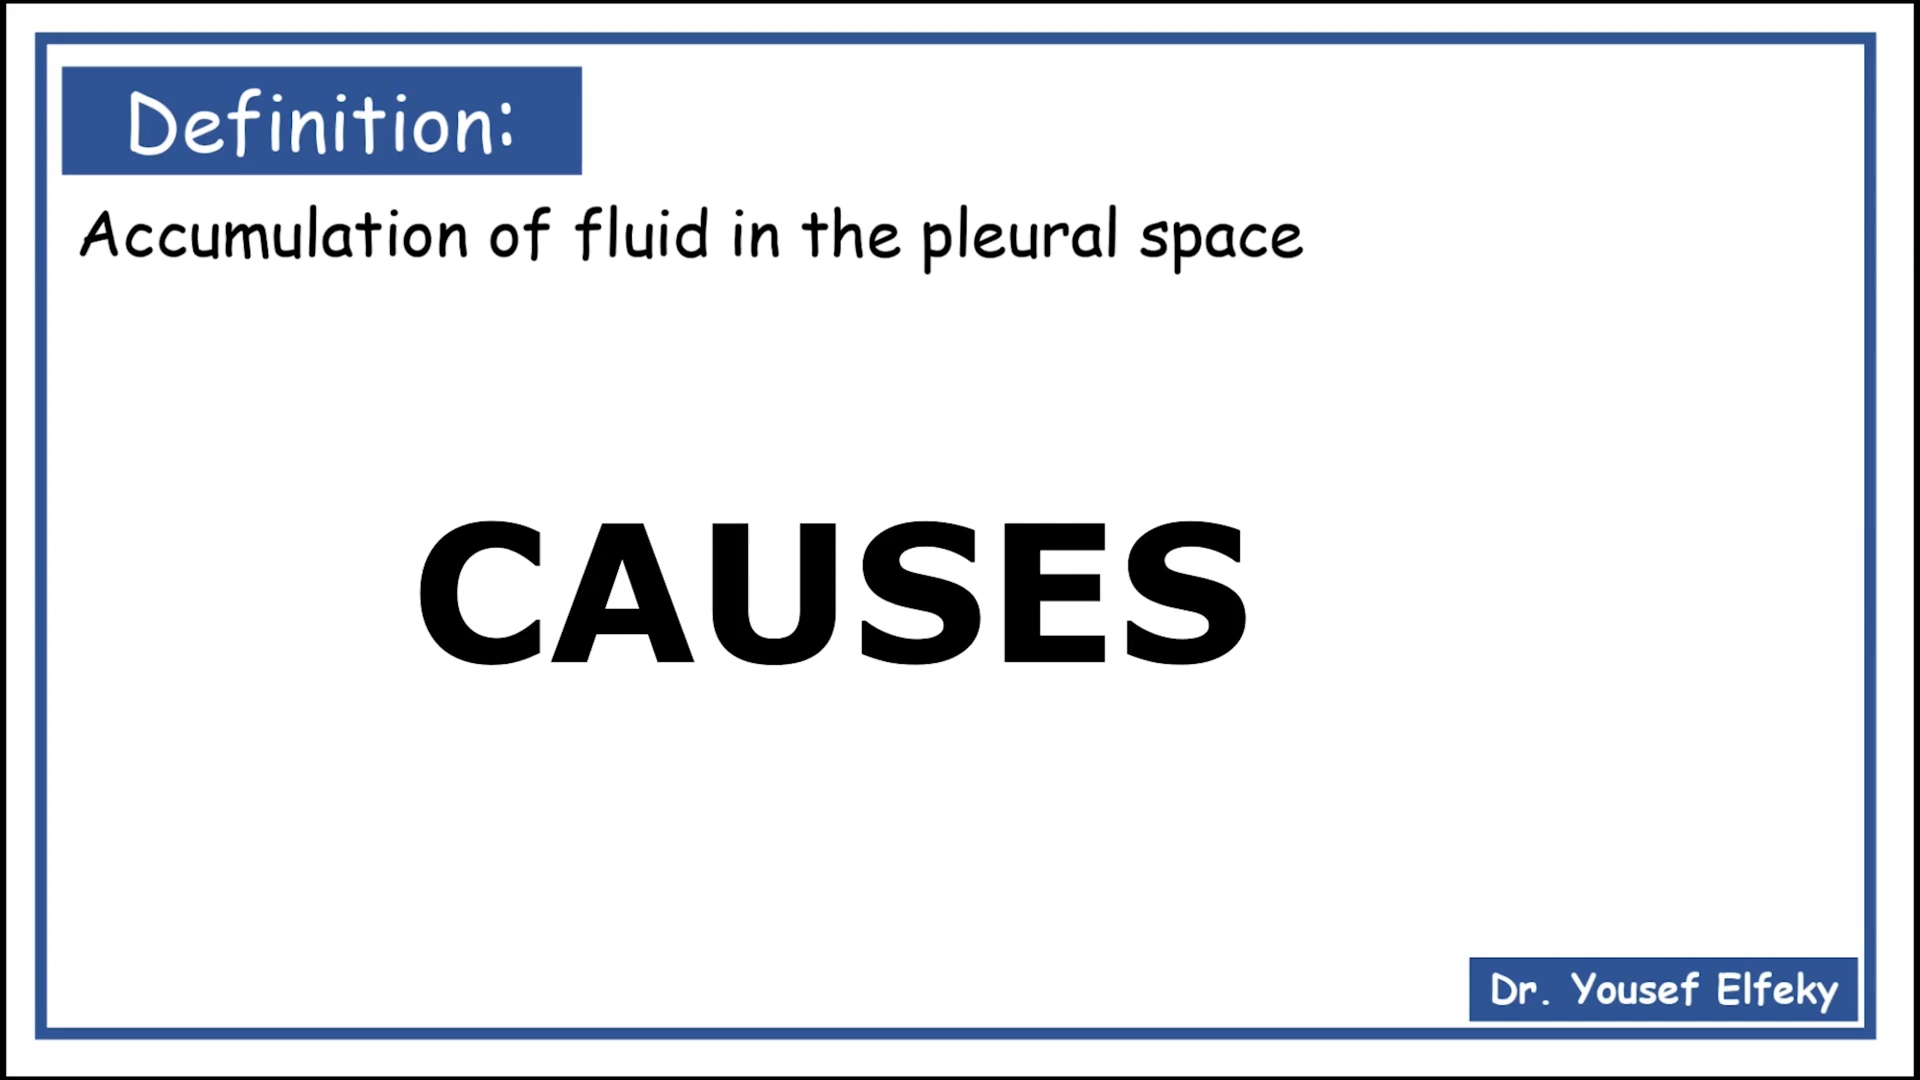 Definition:
Accumulation of fluid in the pleural space
CAUSES
Dr. Yousef Elfeky